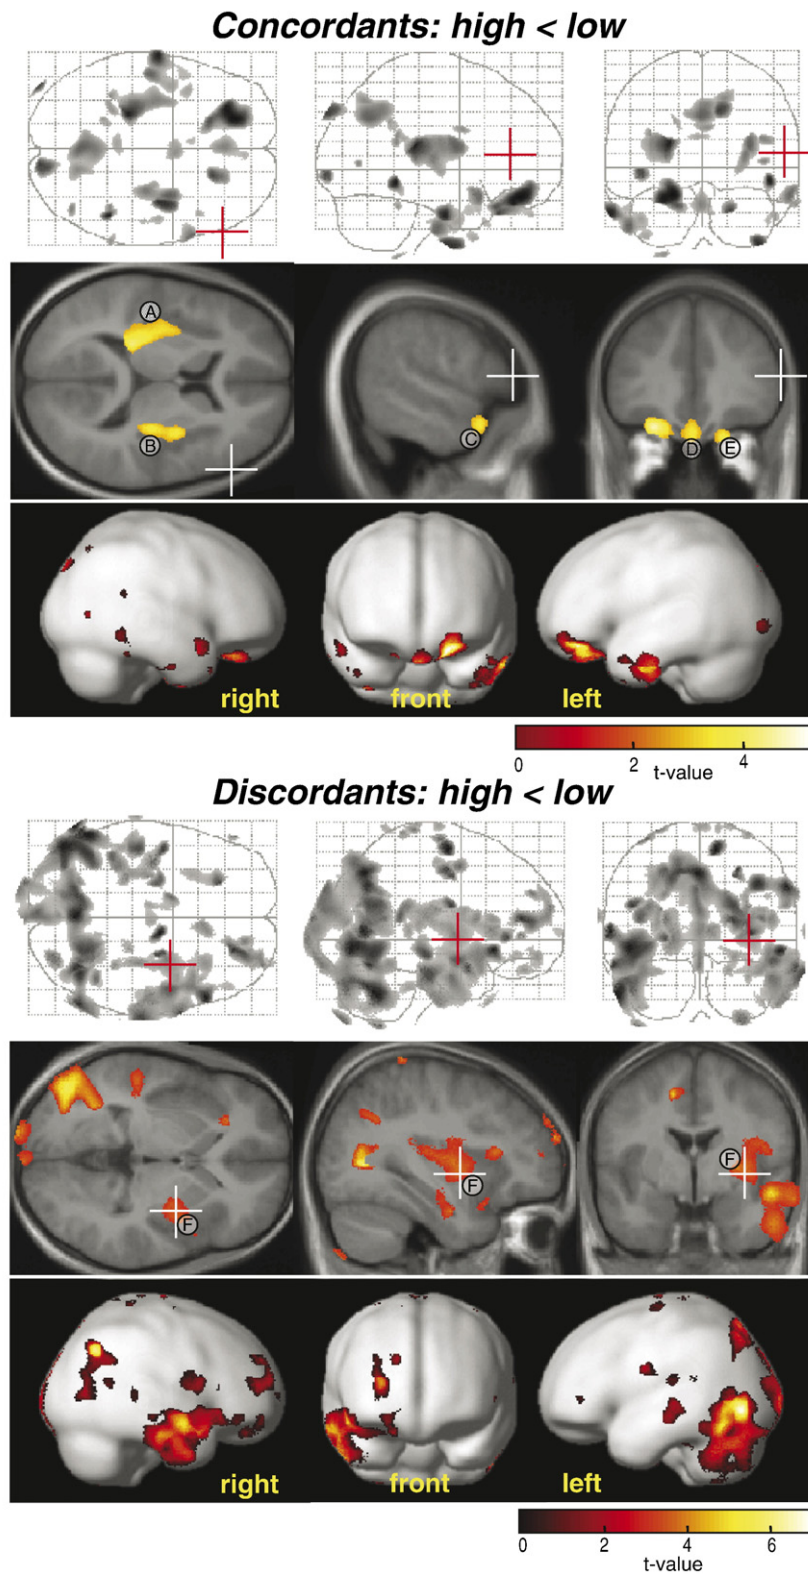 Concordants: high < low
A
B
C
D
E
right
front
left
0
2
4
t-value
Discordants: high < low
F
F
F
right
front
left
0
2
4
6
t-value